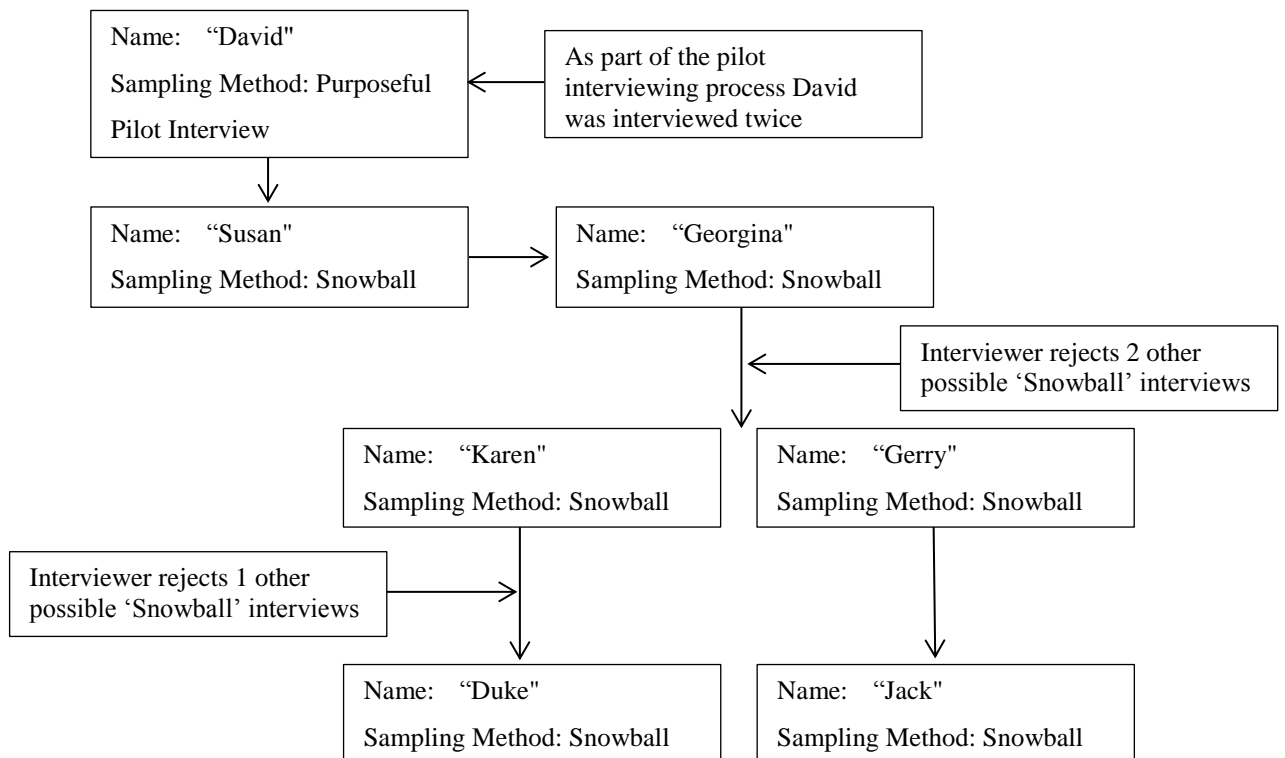 Name: “David"
Sampling Method: Purposeful
Pilot Interview
As part of the pilot
interviewing process David
was interviewed twice
Name: “Susan"
Sampling Method: Snowball
Name: “Georgina"
Sampling Method: Snowball
Interviewer rejects 2 other
possible ‘Snowball’ interviews
Name: “Karen"
Sampling Method: Snowball
Name: “Gerry"
Sampling Method: Snowball
Interviewer rejects 1 other
possible ‘Snowball’ interviews
Name: “Duke"
Sampling Method: Snowball
Name: “Jack"
Sampling Method: Snowball